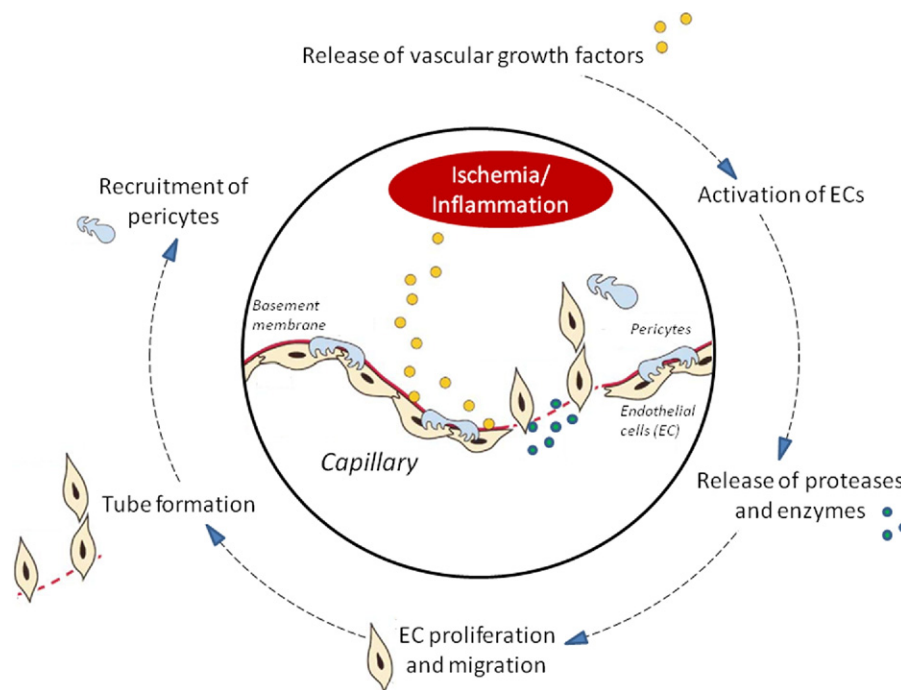 Release of vascular growth factors
Activation of ECs
Release of proteases
and enzymes
EC proliferation
and migration
Tube formation
Recruitment of
pericytes
Ischemia/
Inflammation
Basement
membrane
Pericytes
Endothelial
cells (EC)
Capillary